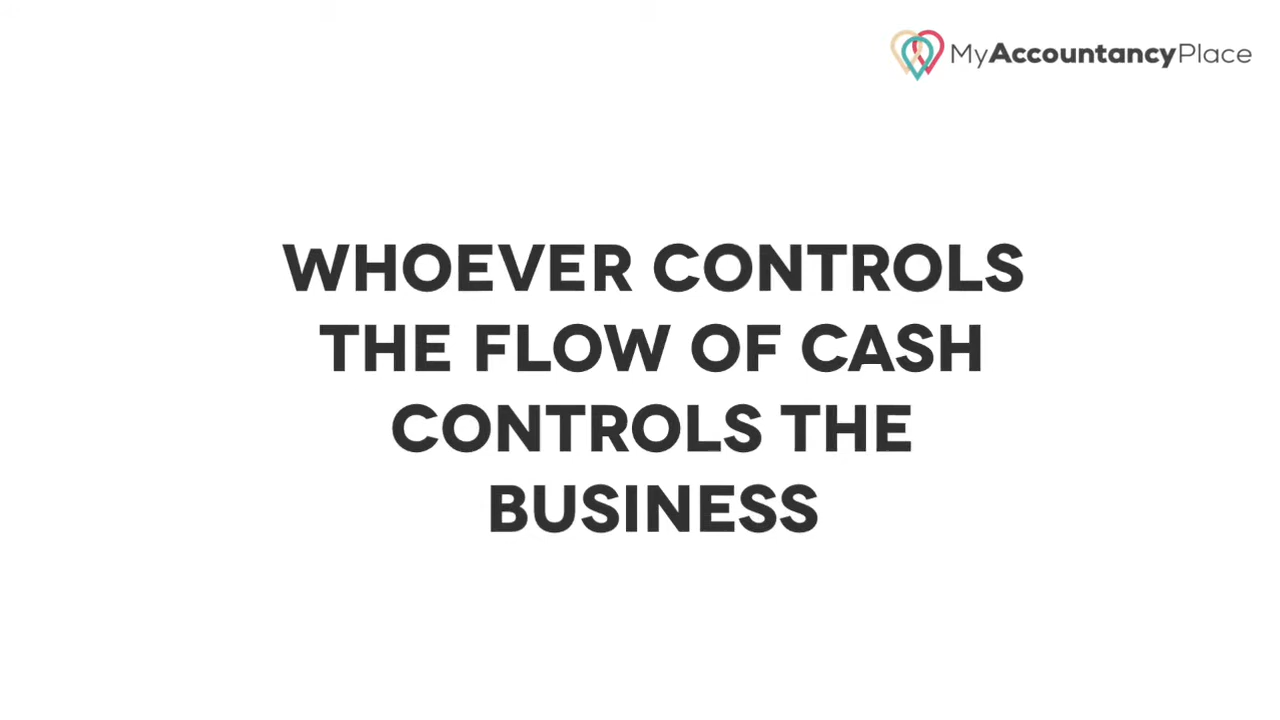 MyAccountancyPlace
WHOEVER CONTROLS
THE FLOW OF CASH
CONTROLS THE
BUSINESS